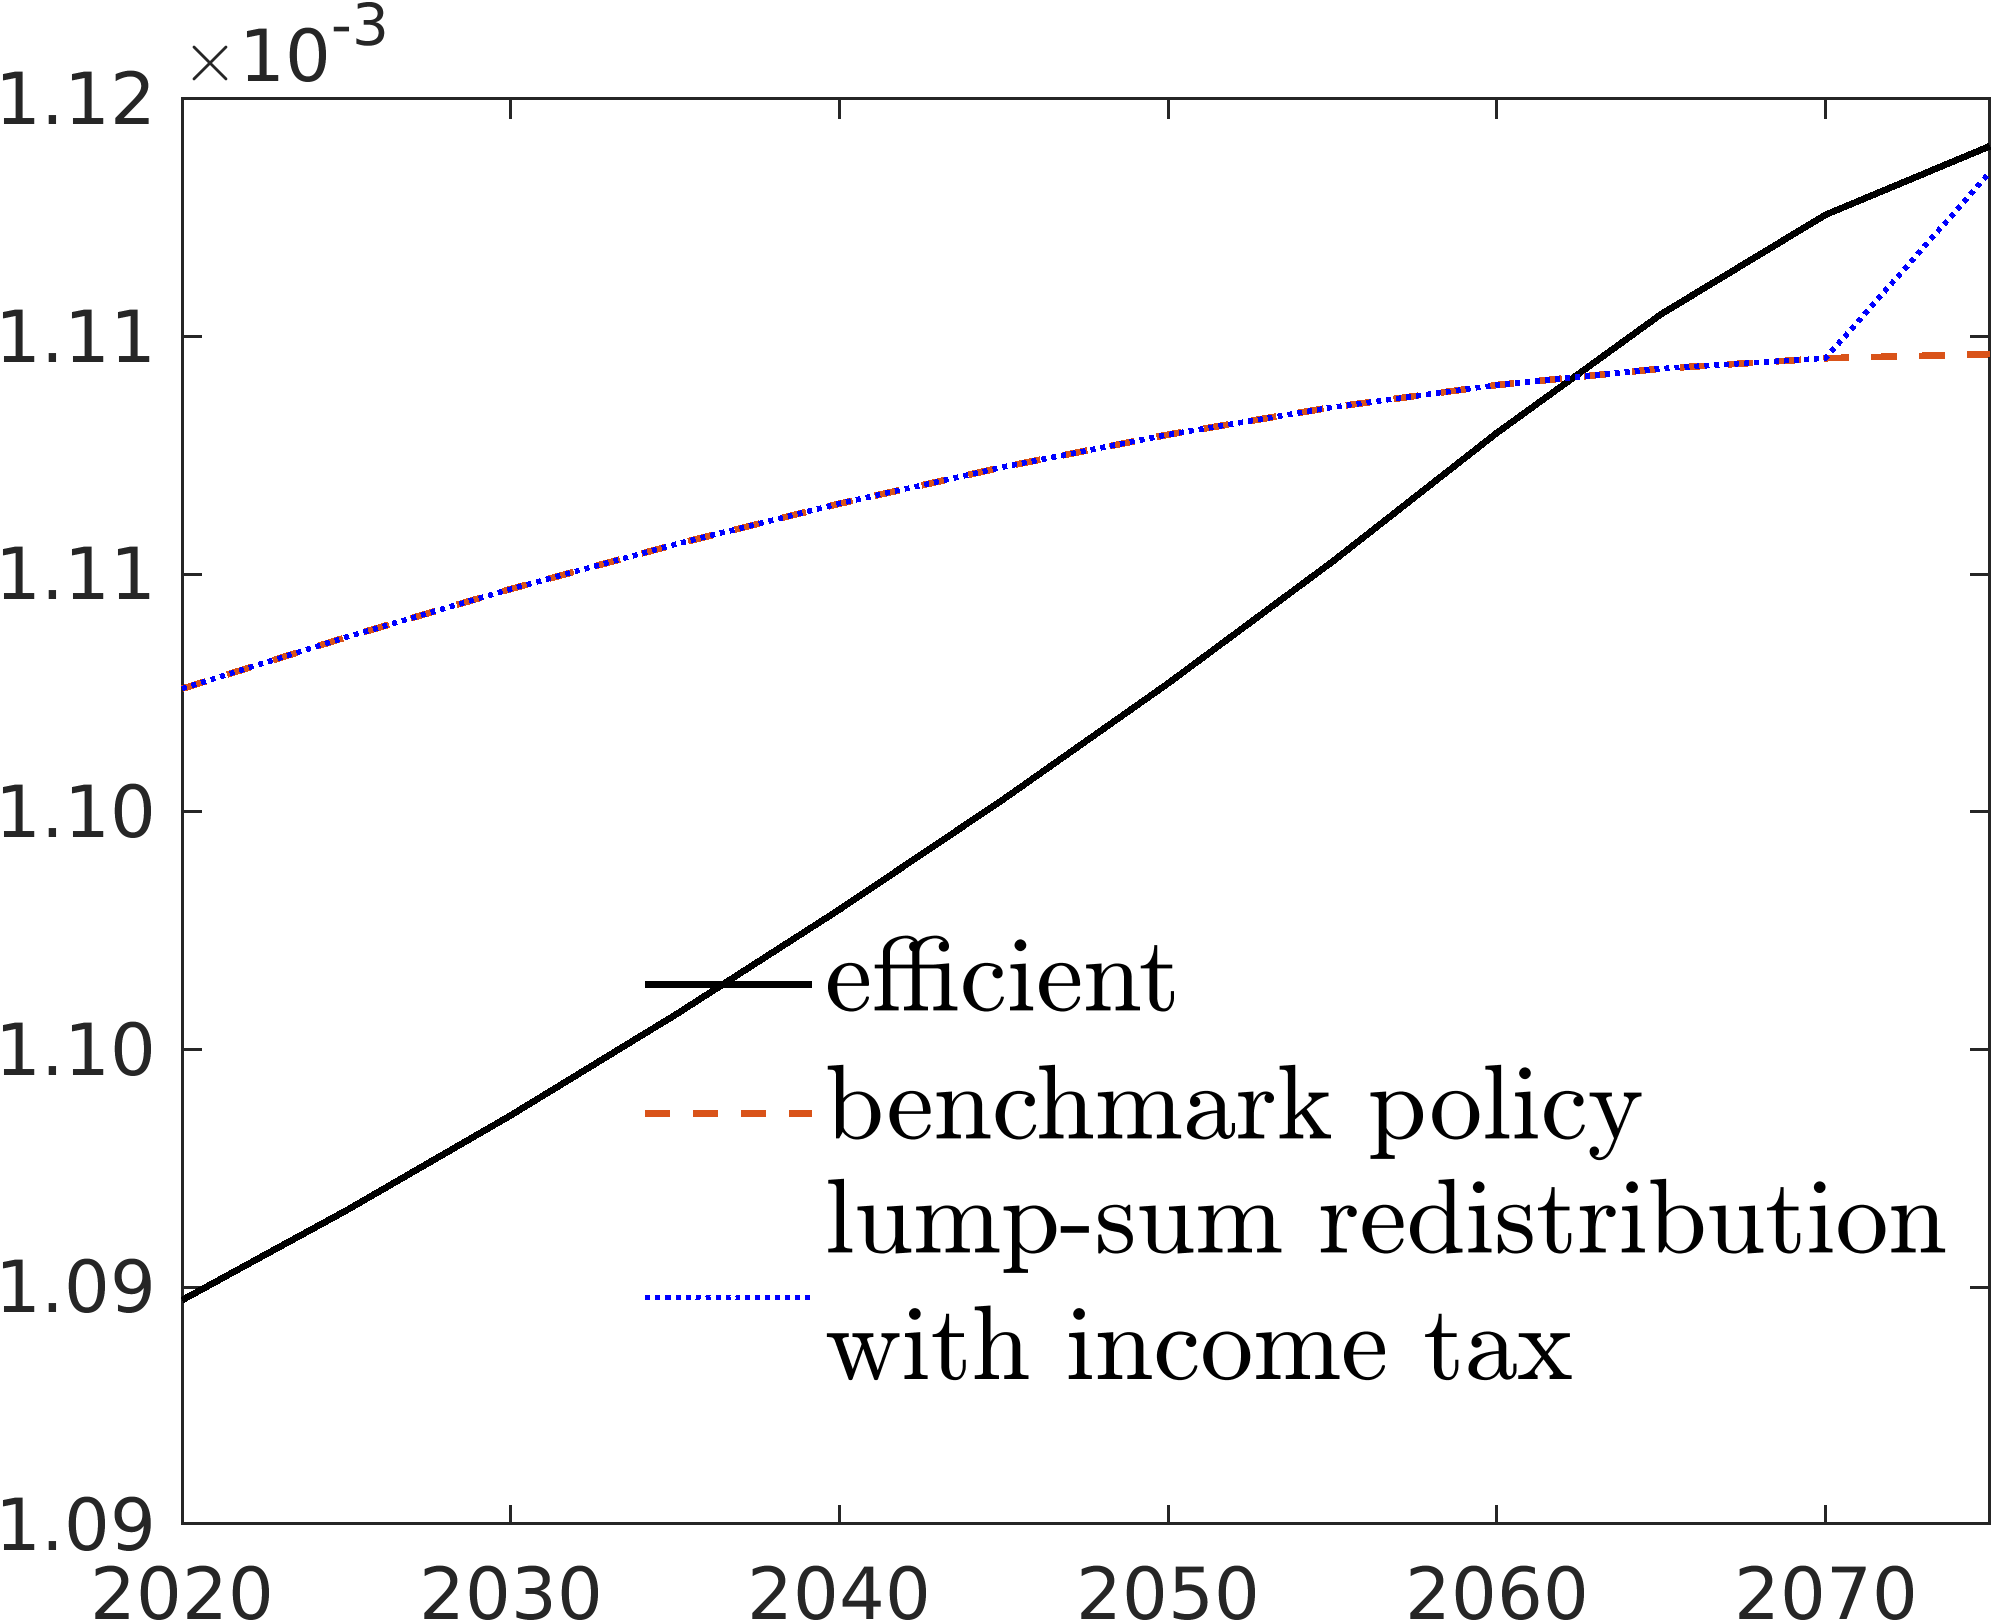 ×10-3
1.12
1.11
1.11
1.10
1.10
1.09
1.09
efficient
benchmark policy
lump-sum redistribution
with income tax
2020 2030 2040 2050 2060 2070